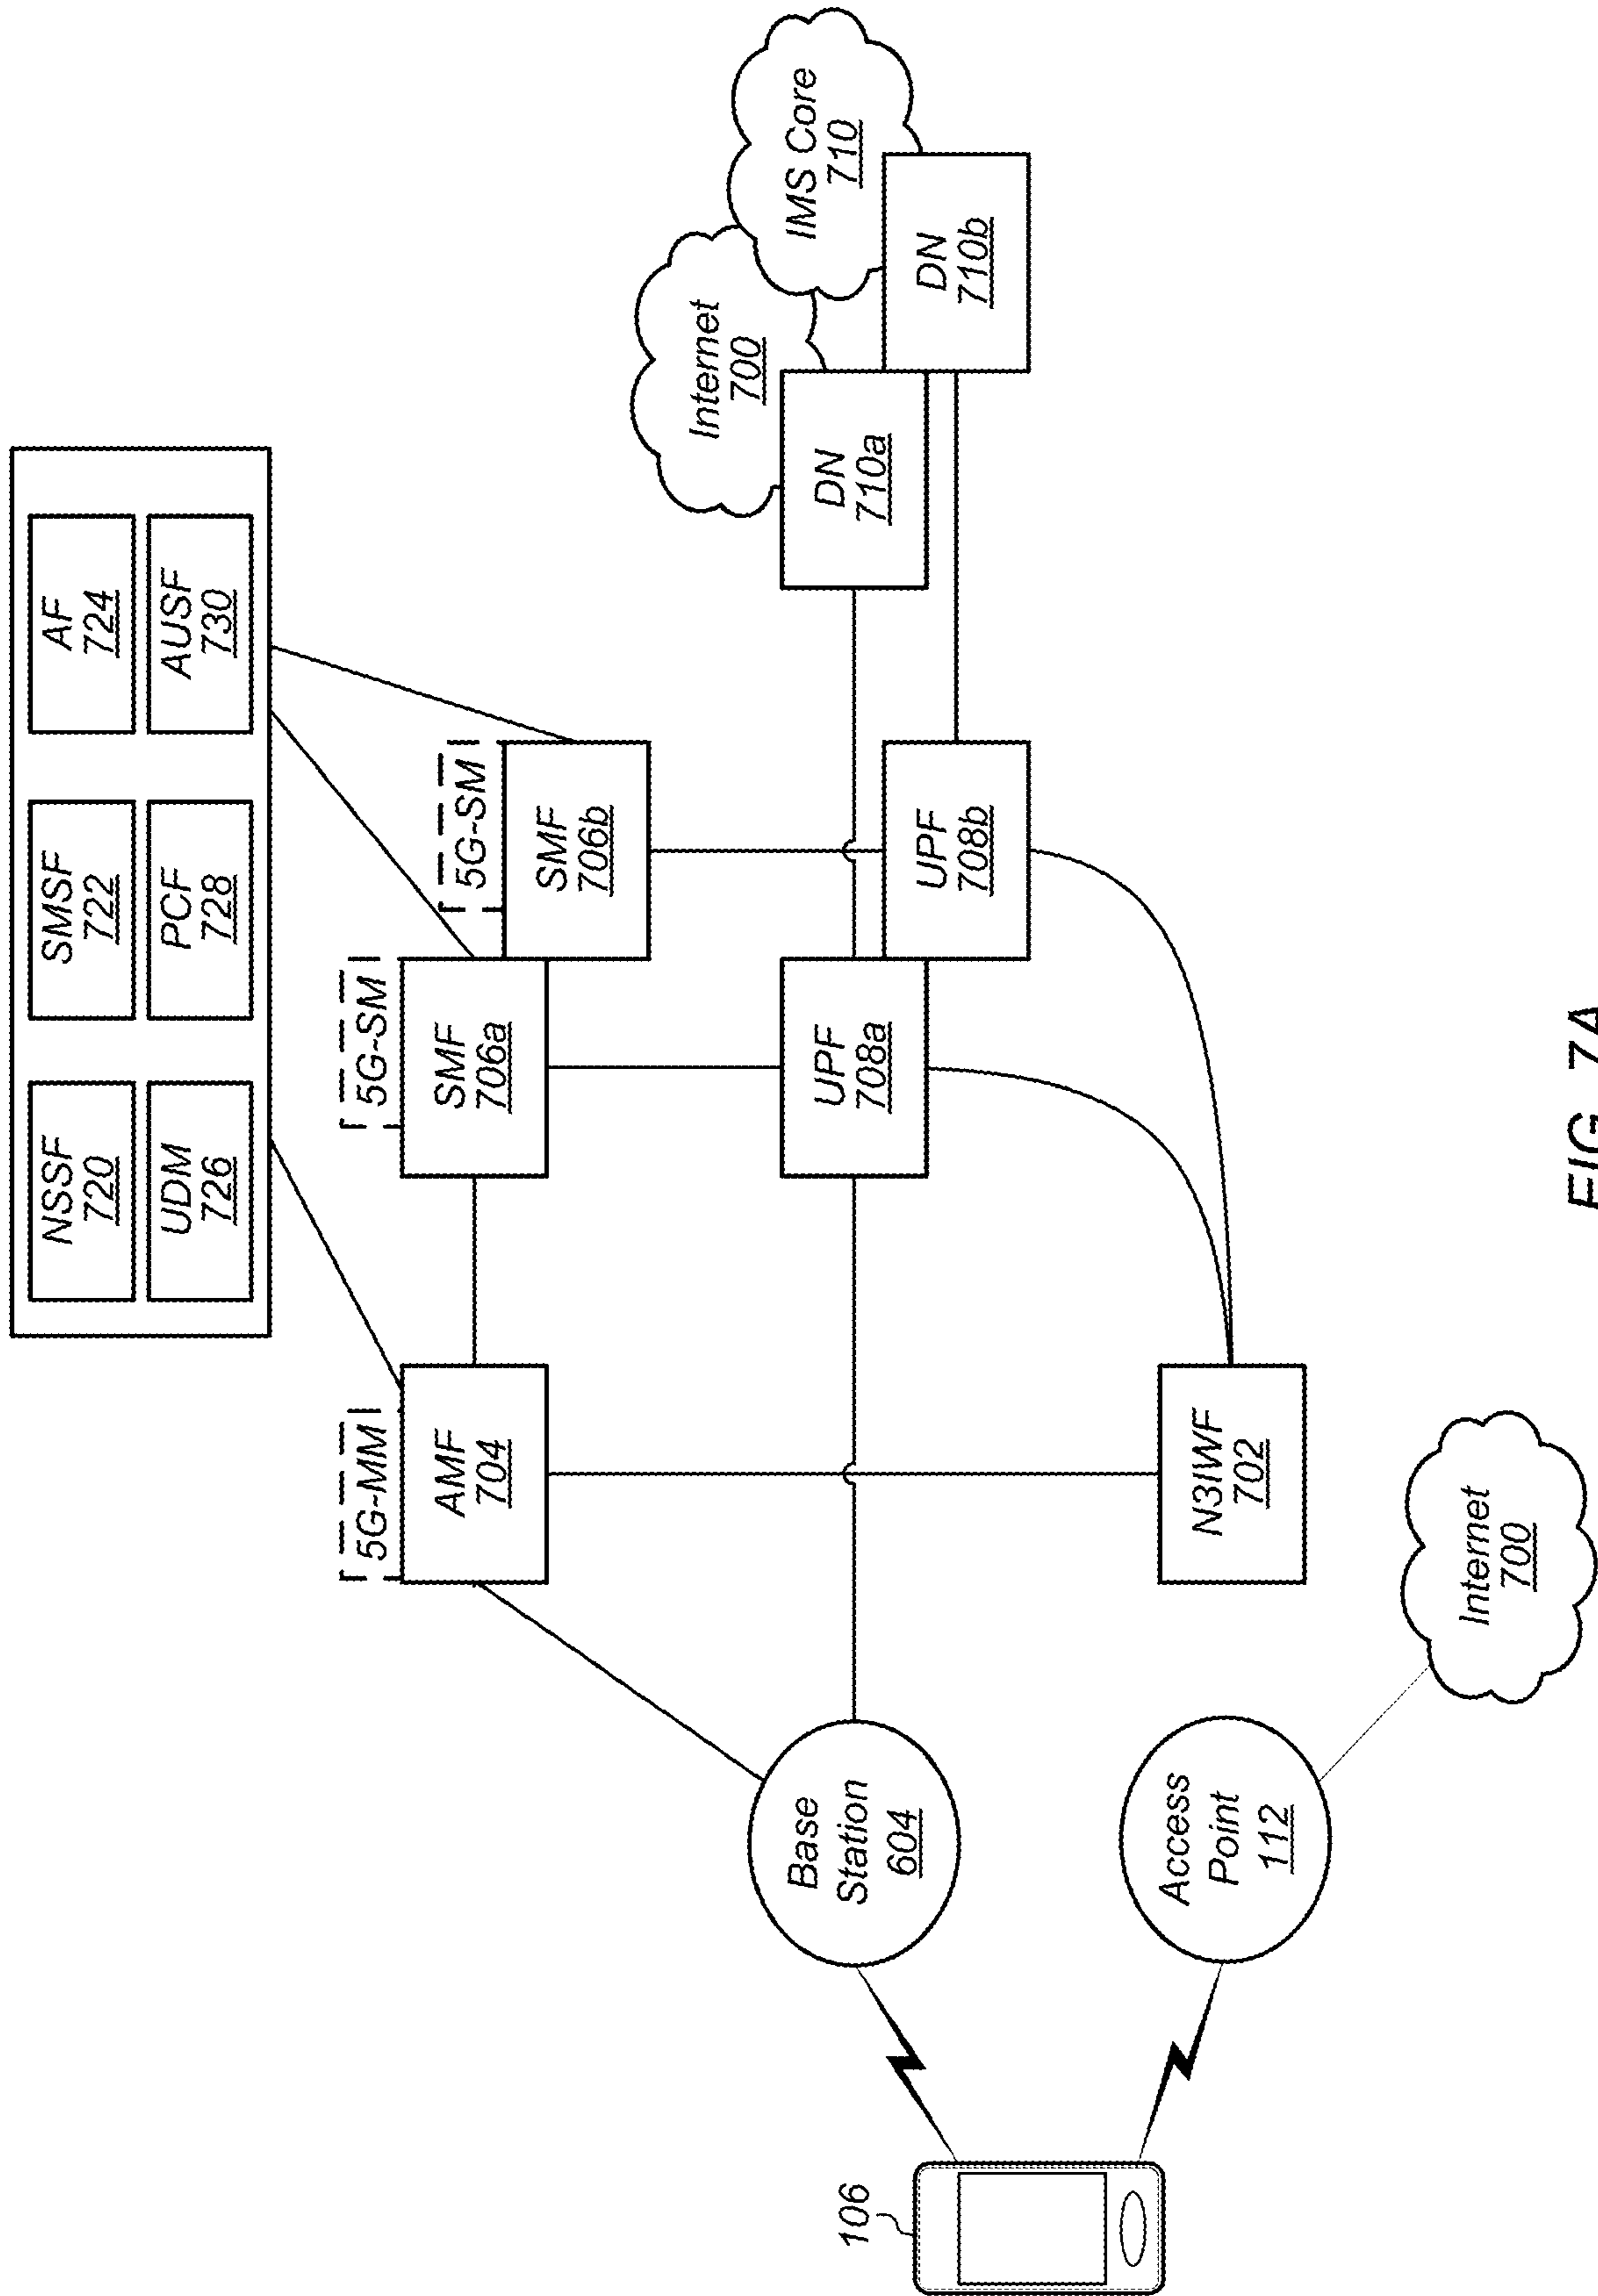 NSSF
720
SMSF
722
AF
724
UDM
726
PCF
728
AUSF
730
5G-MM
AMF
704
5G-SM
SMF
706a
5G-SM
SMF
706b
Internet
700
IMS Core
710
106
Base
Station
604
UPF
708a
UPF
708b
DN
710a
DN
710b
Access
Point
112
N3IWF
702
Internet
700
FIG. 7A